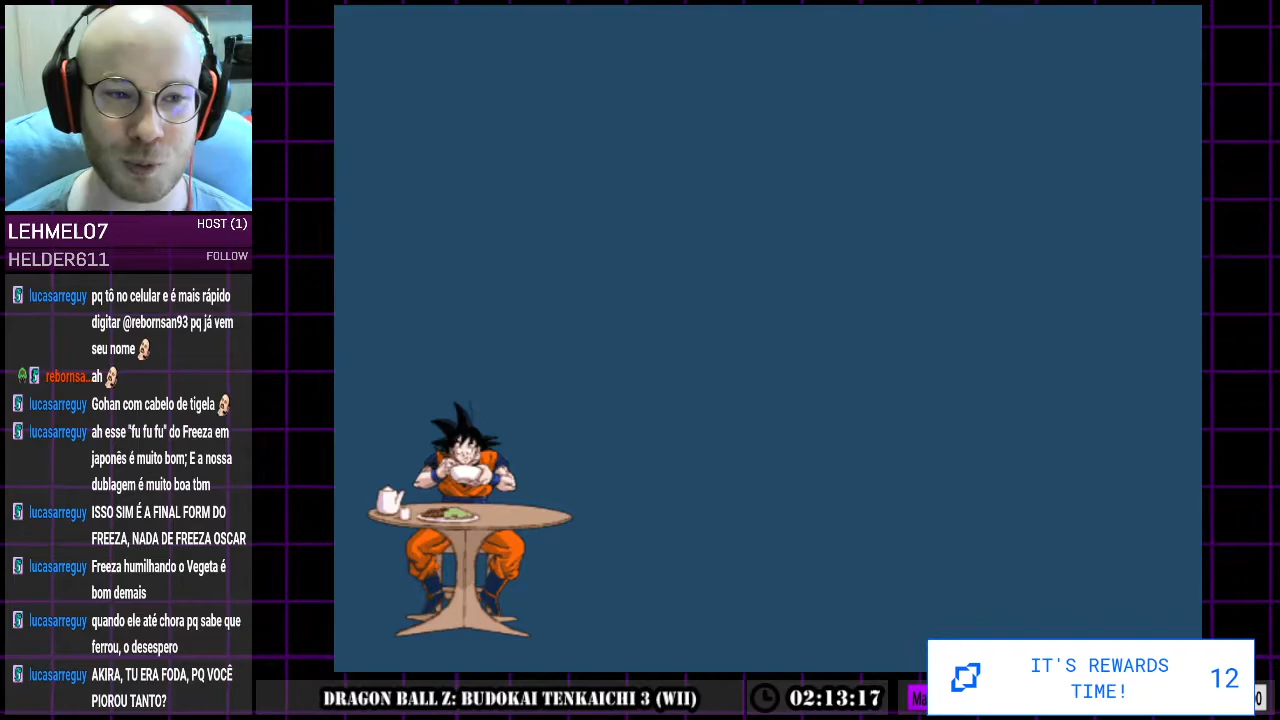 LEHMEL07
HOST (1)
HELDER611
FOLLOW
lucasarreguy pq tô no celular e é mais rápido
digitar @rebornsan93 pq já vem
seu nome
rebornsa.. ah
lucasarreguy Gohan com cabelo de tigela
lucasarreguy ah esse "fu fu fu" do Freeza em
japonês é muito bom; E a nossa
dublagem é muito boa tbm
lucasarreguy ISSO SIM É A FINAL FORM DO
FREEZA, NADA DE FREEZA OSCAR
lucasarreguy Freeza humilhando o Vegeta é
bom demais
lucasarreguy quando ele até chora pq sabe que
ferrou, o desespero
lucasarreguy AKIRA, TU ERA FODA, PQ VOCÊ
PIOROU TANTO?
IT'S REWARDS
TIME!
12
DRAGON BALL Z: BUDOKAI TENKAICHI 3 (WII)
02:13:17